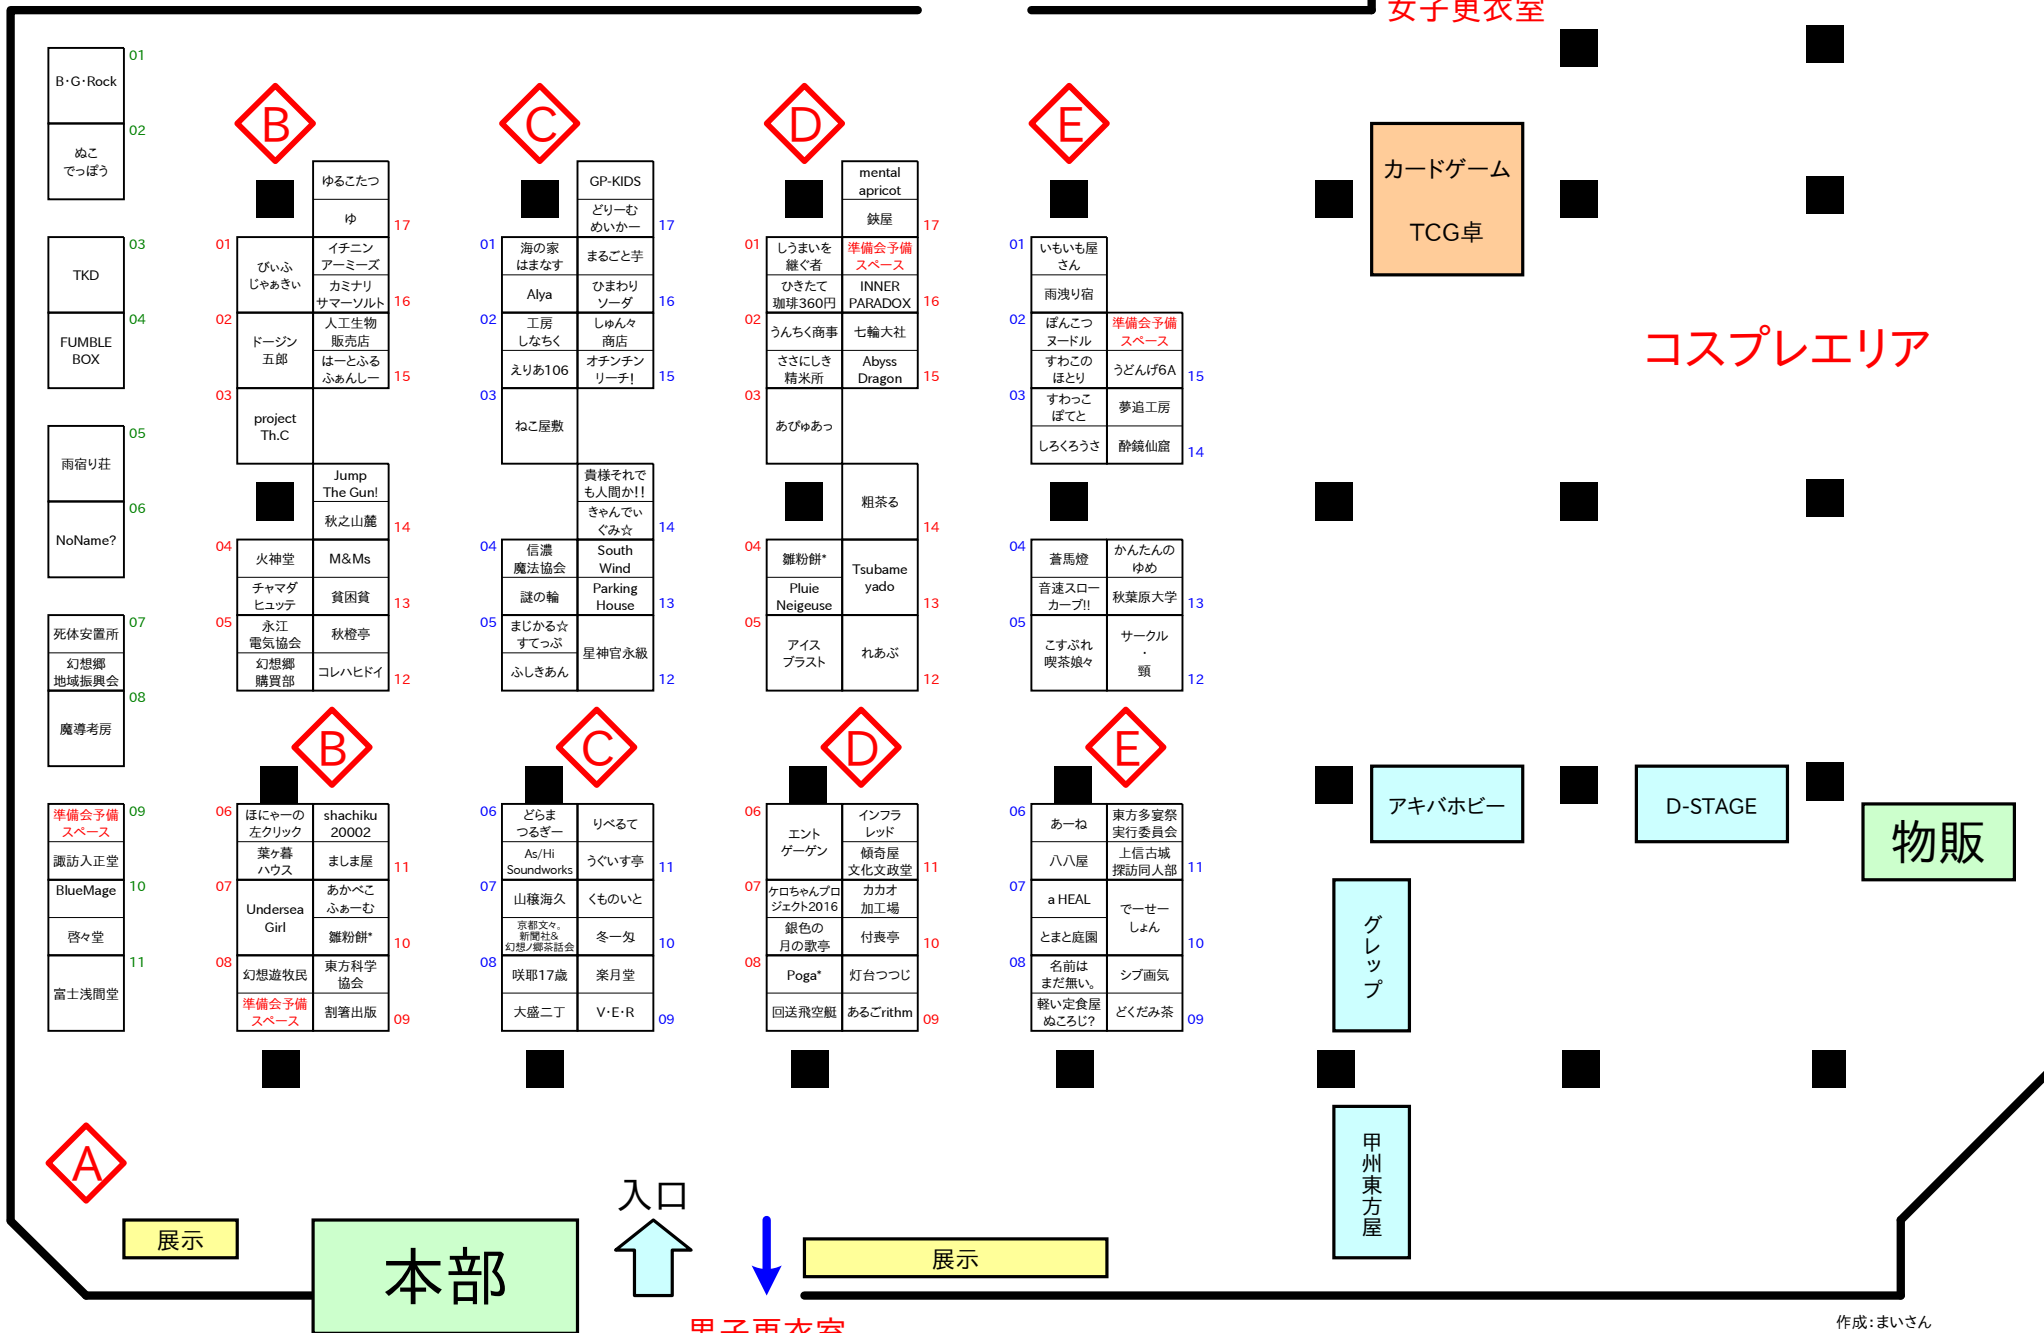 女子更衣室
01
B・G・Rock
02
ぬこ
でっぽう
03
TKD
04
FUMBLE
BOX
05
雨宿り荘
06
NoName?
07
死体安置所
幻想郷
地域振興会
08
魔導考房
09
準備会予備
スペース
諏訪入正堂
10
BlueMage
啓々堂
11
富士浅間堂
A
B
ゆるこたつ
ゆ
17
01
びぃふ
じゃぁきぃ
イチニン
アーミーズ
カミナリ
サマーソルト
16
02
ドージン
五郎
人工生物
販売店
はーとふる
ふぁんしー
15
03
project
Th.C
Jump
The Gun!
秋之山麓
14
04
火神堂
M&Ms
チャマダ
ヒュッテ
貧困貧
13
05
永江
電気協会
秋橙亭
幻想郷
購買部
コレハヒドイ
12
B
06
ほにゃーの
左クリック
shachiku
20002
葉ヶ暮
ハウス
ましま屋
11
07
Undersea
Girl
あかべこ
ふぁーむ
雛粉餅*
10
08
幻想遊牧民
東方科学
協会
準備会予備
スペース
割箸出版
09
C
GP-KIDS
どりーむ
めいかー
17
01
海の家
はまなす
まるごと芋
Alya
ひまわり
ソーダ
16
02
工房
しなちく
しゅん々
商店
えりあ106
オチンチン
リーチ!
15
03
ねこ屋敷
貴様それで
も人間か!!
きゃんでぃ
ぐみ☆
14
04
信濃
魔法協会
South
Wind
謎の輪
Parking
House
13
05
まじかる☆
すてっぷ
星神官永級
ふしきあん
12
C
06
どらま
つるぎー
りべるて
As/Hi
Soundworks
うぐいす亭
11
07
山穣海久
くものいと
京都文々。
新聞社&
幻想ノ郷茶話会
冬一匁
10
08
咲耶17歳
楽月堂
大盛二丁
V・E・R
09
D
mental
apricot
鋏屋
17
01
しうまいを
継ぐ者
準備会予備
スペース
ひきたて
珈琲360円
INNER
PARADOX
16
02
うんちく商事
七輪大社
ささにしき
精米所
Abyss
Dragon
15
03
あぴゅあっ
粗茶る
14
04
雛粉餅*
Tsubame
yado
Pluie
Neigeuse
13
05
アイス
ブラスト
れあぶ
12
D
06
エント
ゲーゲン
インフラ
レッド
傾奇屋
文化文政堂
11
07
ケロちゃんプロ
ジェクト2016
カカオ
加工場
銀色の
月の歌亭
付喪亭
10
08
Poga*
灯台つつじ
回送飛空艇
あるごrithm
09
E
01
いもいも屋
さん
雨洩り宿
02
ぽんこつ
ヌードル
準備会予備
スペース
すわこの
ほとり
うどんげ6A
15
03
すわっこ
ぽてと
夢追工房
しろくろうさ
酔鏡仙窟
14
04
蒼馬燈
かんたんの
ゆめ
音速スロー
カーブ!!
秋葉原大学
13
05
こすぷれ
喫茶娘々
サークル
・
頸
12
E
06
あーね
東方多宴祭
実行委員会
八八屋
上信古城
探訪同人部
11
07
a HEAL
でーせー
しょん
とまと庭園
10
08
名前は
まだ無い。
シブ画気
軽い定食屋
ぬころじ?
どくだみ茶
09
カードゲーム
TCG卓
コスプレエリア
アキバホビー
D-STAGE
物販
グレップ
甲州東方屋
展示
本部
入口
展示
男子更衣室
作成:まいさん